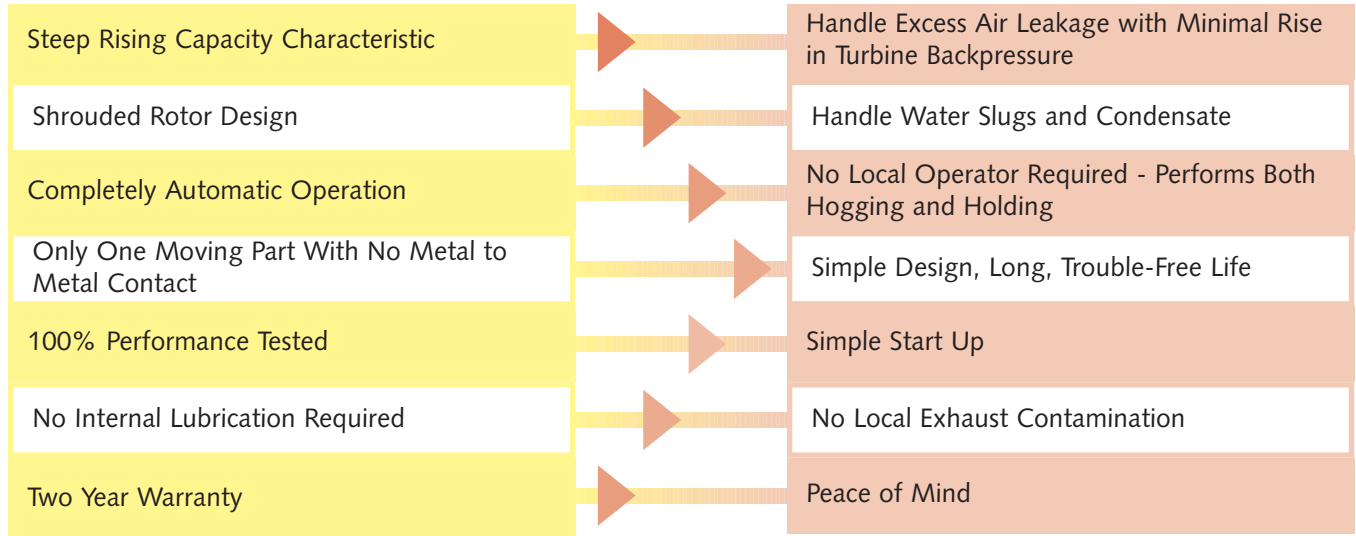 Steep Rising Capacity Characteristic
Handle Excess Air Leakage with Minimal Rise
in Turbine Backpressure
Shrouded Rotor Design
Handle Water Slugs and Condensate
Completely Automatic Operation
No Local Operator Required - Performs Both
Hogging and Holding
Only One Moving Part With No Metal to
Metal Contact
Simple Design, Long, Trouble-Free Life
100% Performance Tested
Simple Start Up
No Internal Lubrication Required
No Local Exhaust Contamination
Two Year Warranty
Peace of Mind